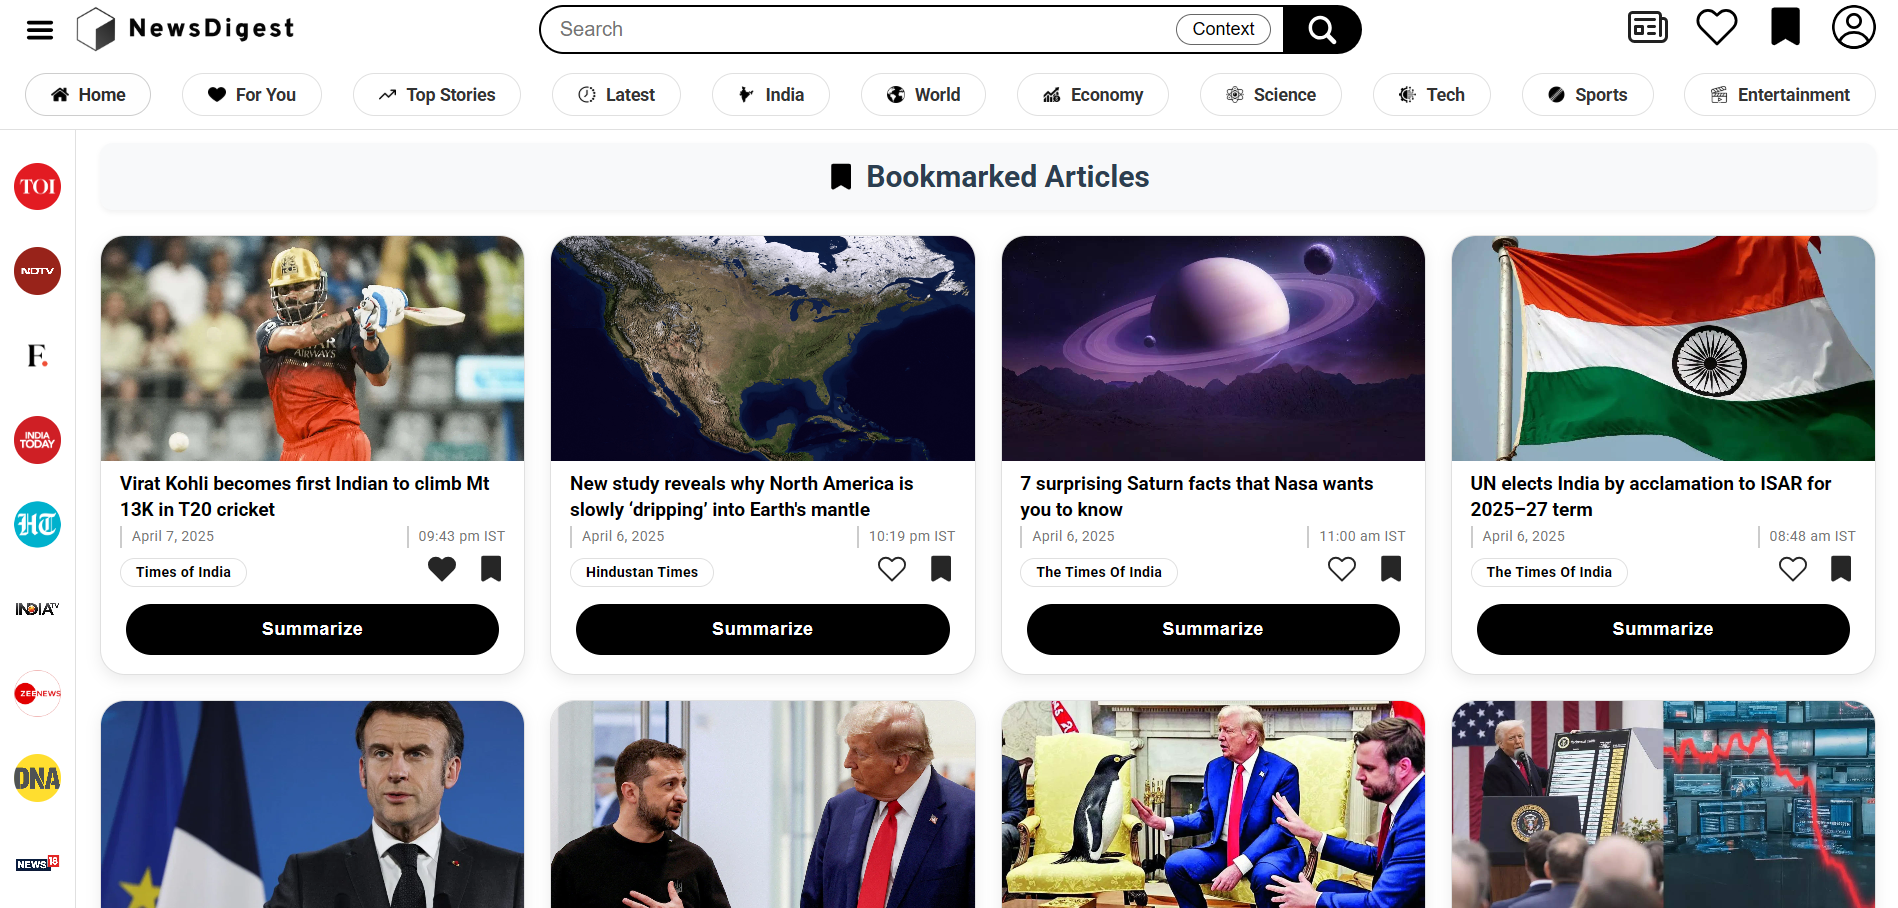 NewsDigest
Search
Context
Home
For You
Top Stories
Latest
India
World
Economy
Science
Tech
Sports
Entertainment
TOI
NDTV
F.
INDIA
TODAY
HT
INDIA TV
ZEENEWS
DNA
NEWS 18
Bookmarked Articles
AIRWAYS
Virat Kohli becomes first Indian to climb Mt
13K in T20 cricket
April 7, 2025
09:43 pm IST
Times of India
Summarize
New study reveals why North America is
slowly ‘dripping’ into Earth's mantle
April 6, 2025
10:19 pm IST
Hindustan Times
Summarize
7 surprising Saturn facts that Nasa wants
you to know
April 6, 2025
11:00 am IST
The Times Of India
Summarize
UN elects India by acclamation to ISAR for
2025–27 term
April 6, 2025
08:48 am IST
The Times Of India
Summarize